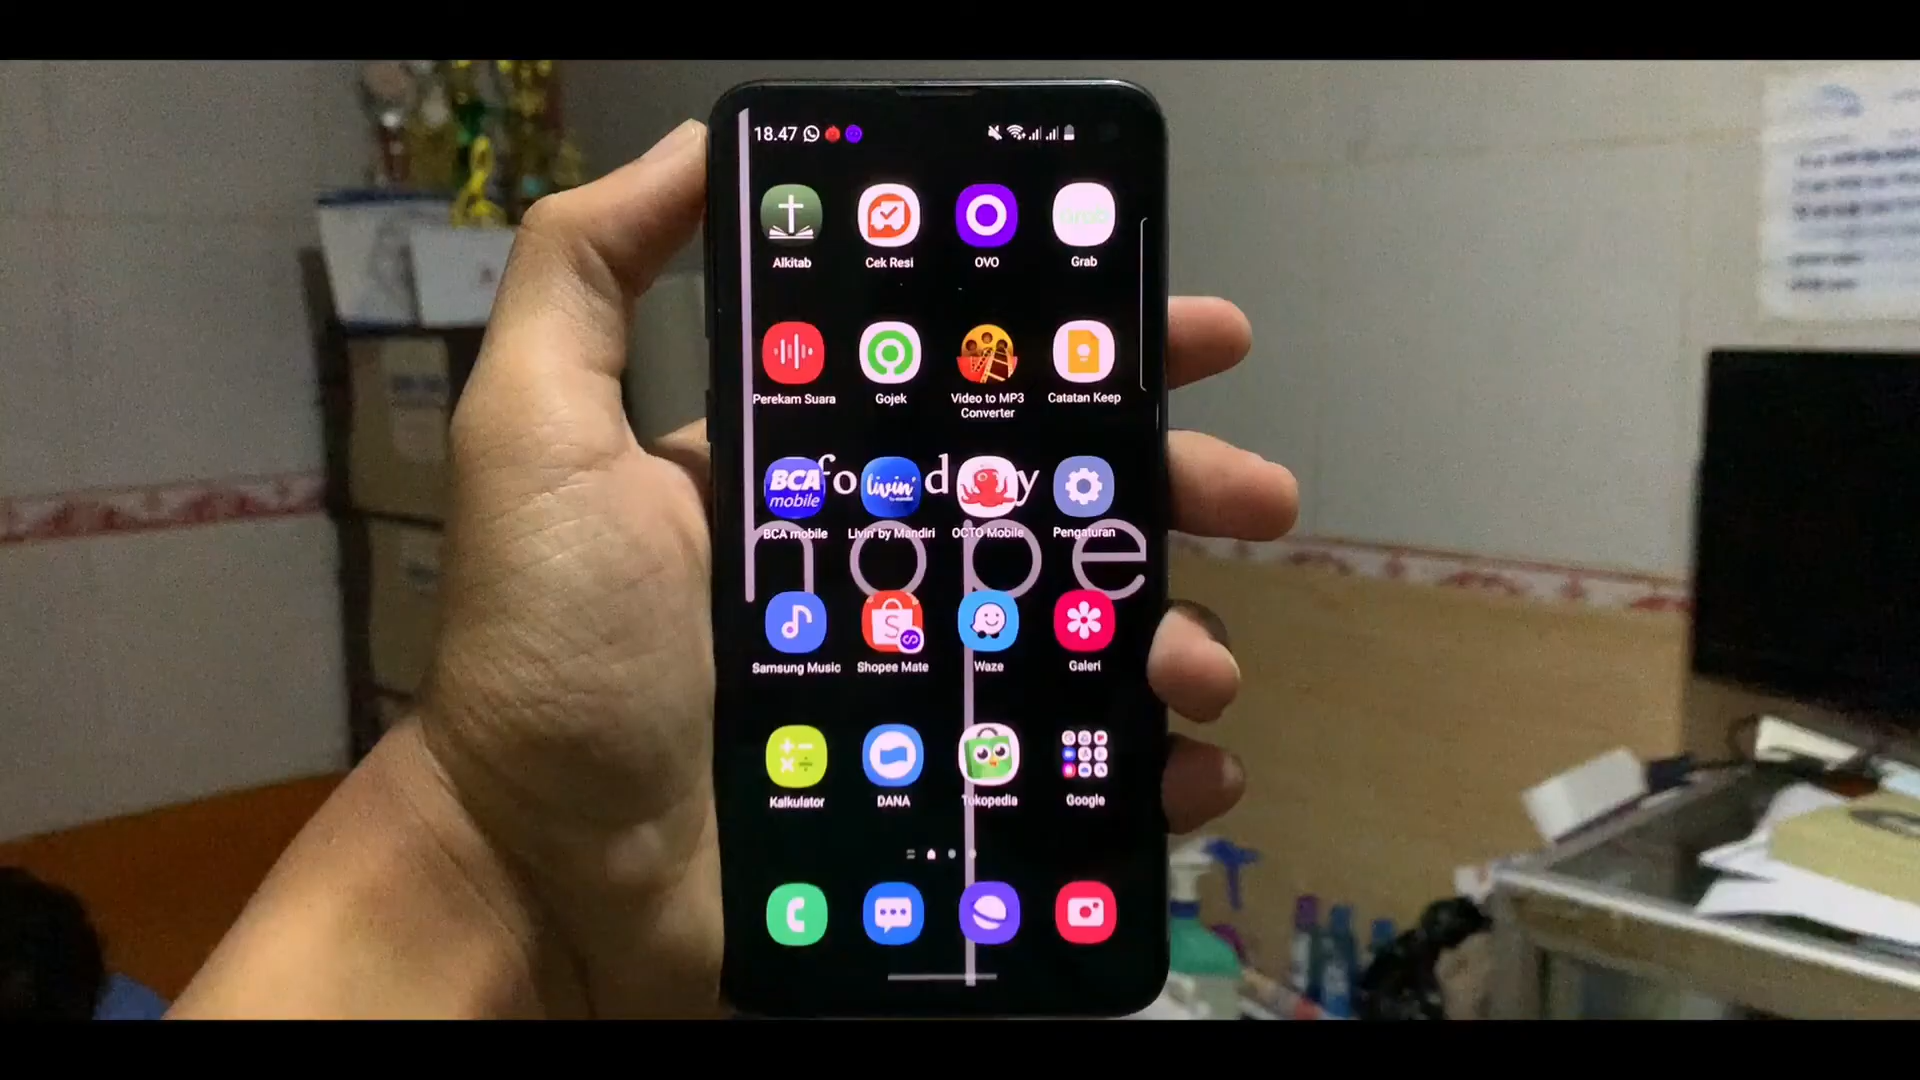 18.47
Alkitab
Cek Resi
OVO
Grab
Perekam Suara
Gojek
Video to MP3
Converter
Catatan Keep
BCA
mobile
livin'
BCA mobile
Livin' by Mandiri
OCTO Mobile
Pengaturan
hope
Samsung Music
Shopee Mate
Waze
Galeri
Kalkulator
DANA
Tokopedia
Google